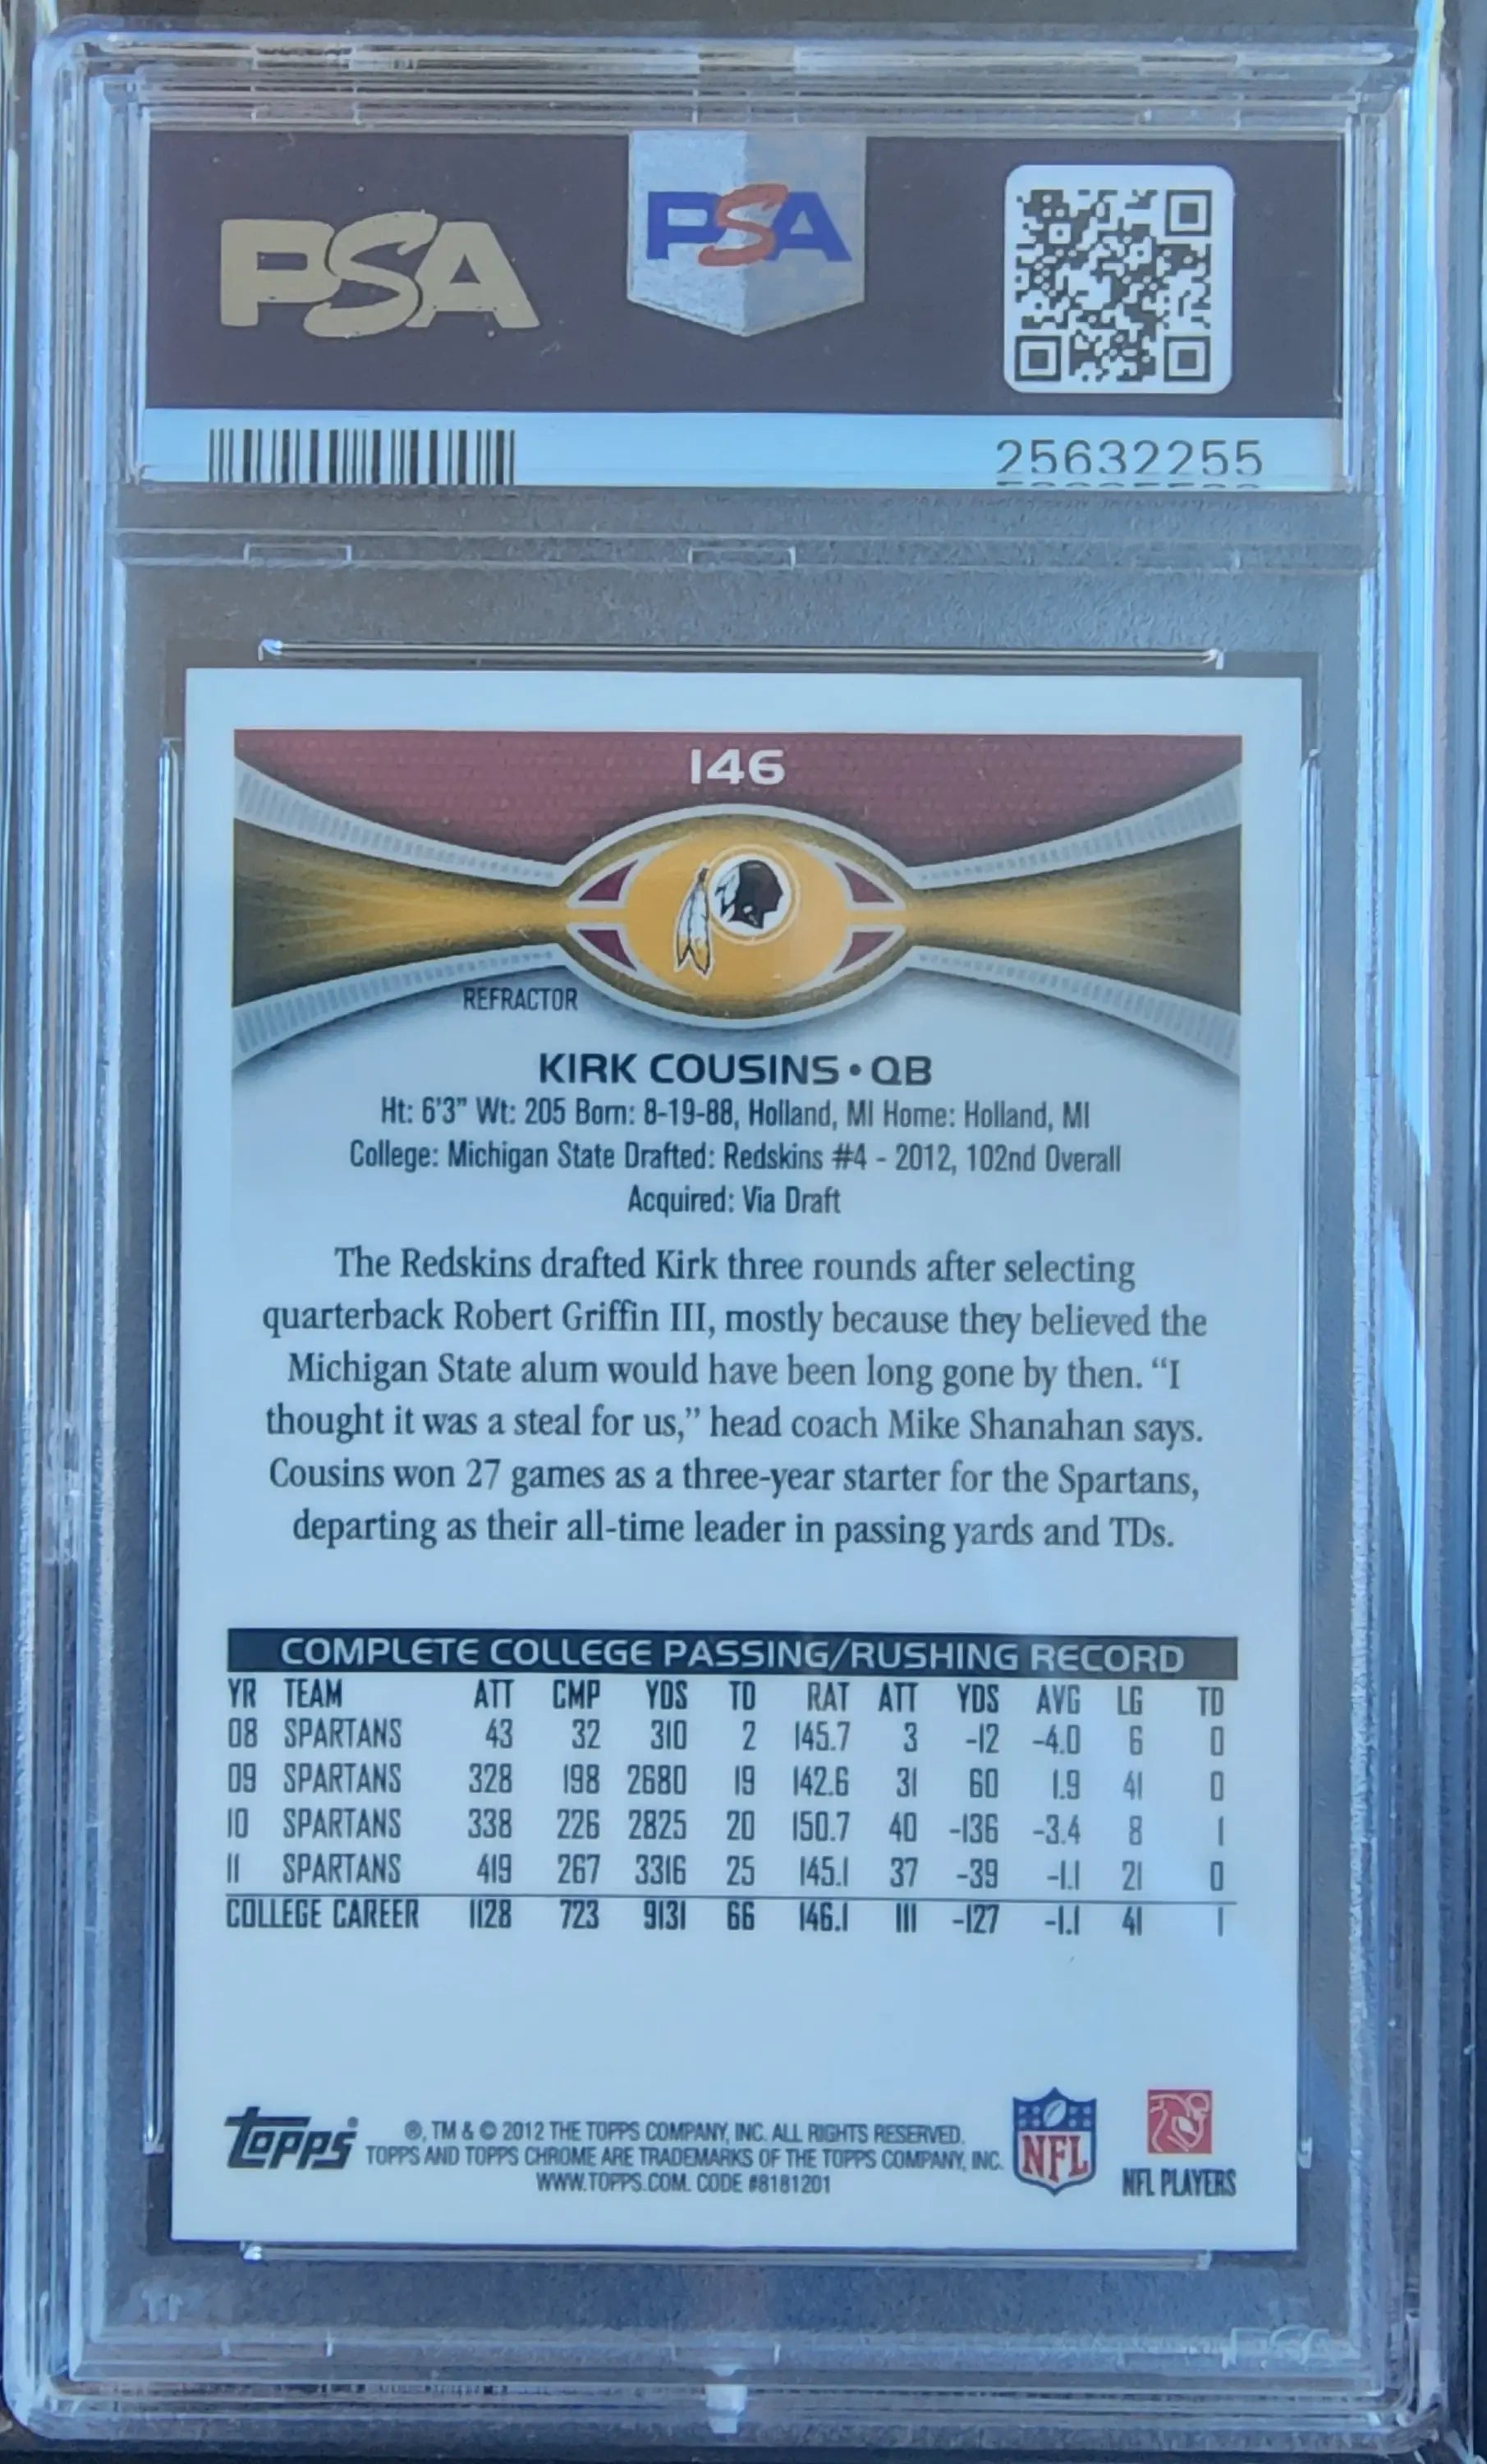 PSA
PSA
25632255
146
REFRACTOR
KIRK COUSINS • QB
Ht: 6'3" Wt: 205 Born: 8-19-88, Holland, MI Home: Holland, MI
College: Michigan State Drafted: Redskins #4 - 2012, 102nd Overall
Acquired: Via Draft
The Redskins drafted Kirk three rounds after selecting
quarterback Robert Griffin III, mostly because they believed the
Michigan State alum would have been long gone by then. “I
thought it was a steal for us,” head coach Mike Shanahan says.
Cousins won 27 games as a three-year starter for the Spartans,
departing as their all-time leader in passing yards and TDs.
COMPLETE COLLEGE PASSING/RUSHING RECORD
YR TEAM ATT CMP YDS TD RAT ATT YDS AVG LG TD
08 SPARTANS 43 32 310 2 145.7 3 -12 -4.0 6 0
09 SPARTANS 328 198 2680 19 142.6 31 60 1.9 41 0
10 SPARTANS 338 226 2825 20 150.7 40 -136 -3.4 8 1
11 SPARTANS 419 267 3316 25 145.1 37 -39 -1.1 21 0
COLLEGE CAREER 1128 723 9131 66 146.1 111 -127 -1.1 41 1
Topps®
®, TM & © 2012 THE TOPPS COMPANY, INC. ALL RIGHTS RESERVED.
TOPPS AND TOPPS CHROME ARE TRADEMARKS OF THE TOPPS COMPANY, INC.
WWW.TOPPS.COM. CODE #8181201
NFL
NFL PLAYERS